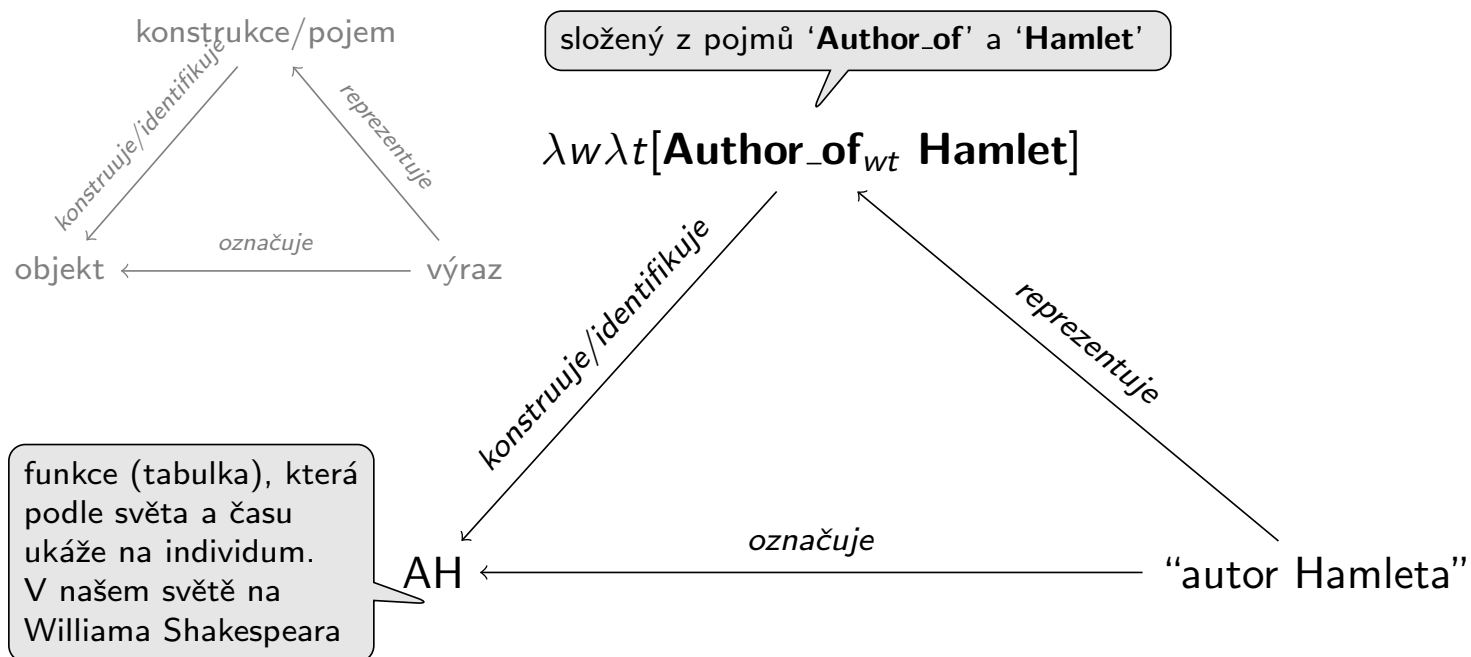 konstrukce/pojem
konstruuje/identifikuje
reprezentuje
označuje
objekt
výraz
složený z pojmů ‘Author_of’ a ‘Hamlet’
λwλt[Author_of_wt Hamlet]
konstruuje/identifikuje
reprezentuje
funkce (tabulka), která
podle světa a času
ukáže na individum.
V našem světě na
Williama Shakespeara
AH
označuje
“autor Hamleta”